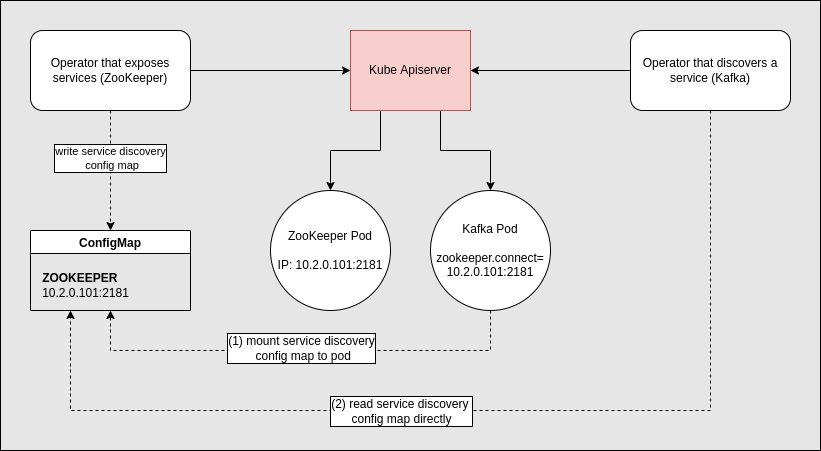 Operator that exposes
services (ZooKeeper)
Kube Apiserver
Operator that discovers a
service (Kafka)
write service discovery
config map
ConfigMap
ZOOKEEPER
10.2.0.101:2181
ZooKeeper Pod
IP: 10.2.0.101:2181
Kafka Pod
zookeeper.connect=
10.2.0.101:2181
(1) mount service discovery
config map to pod
(2) read service discovery
config map directly